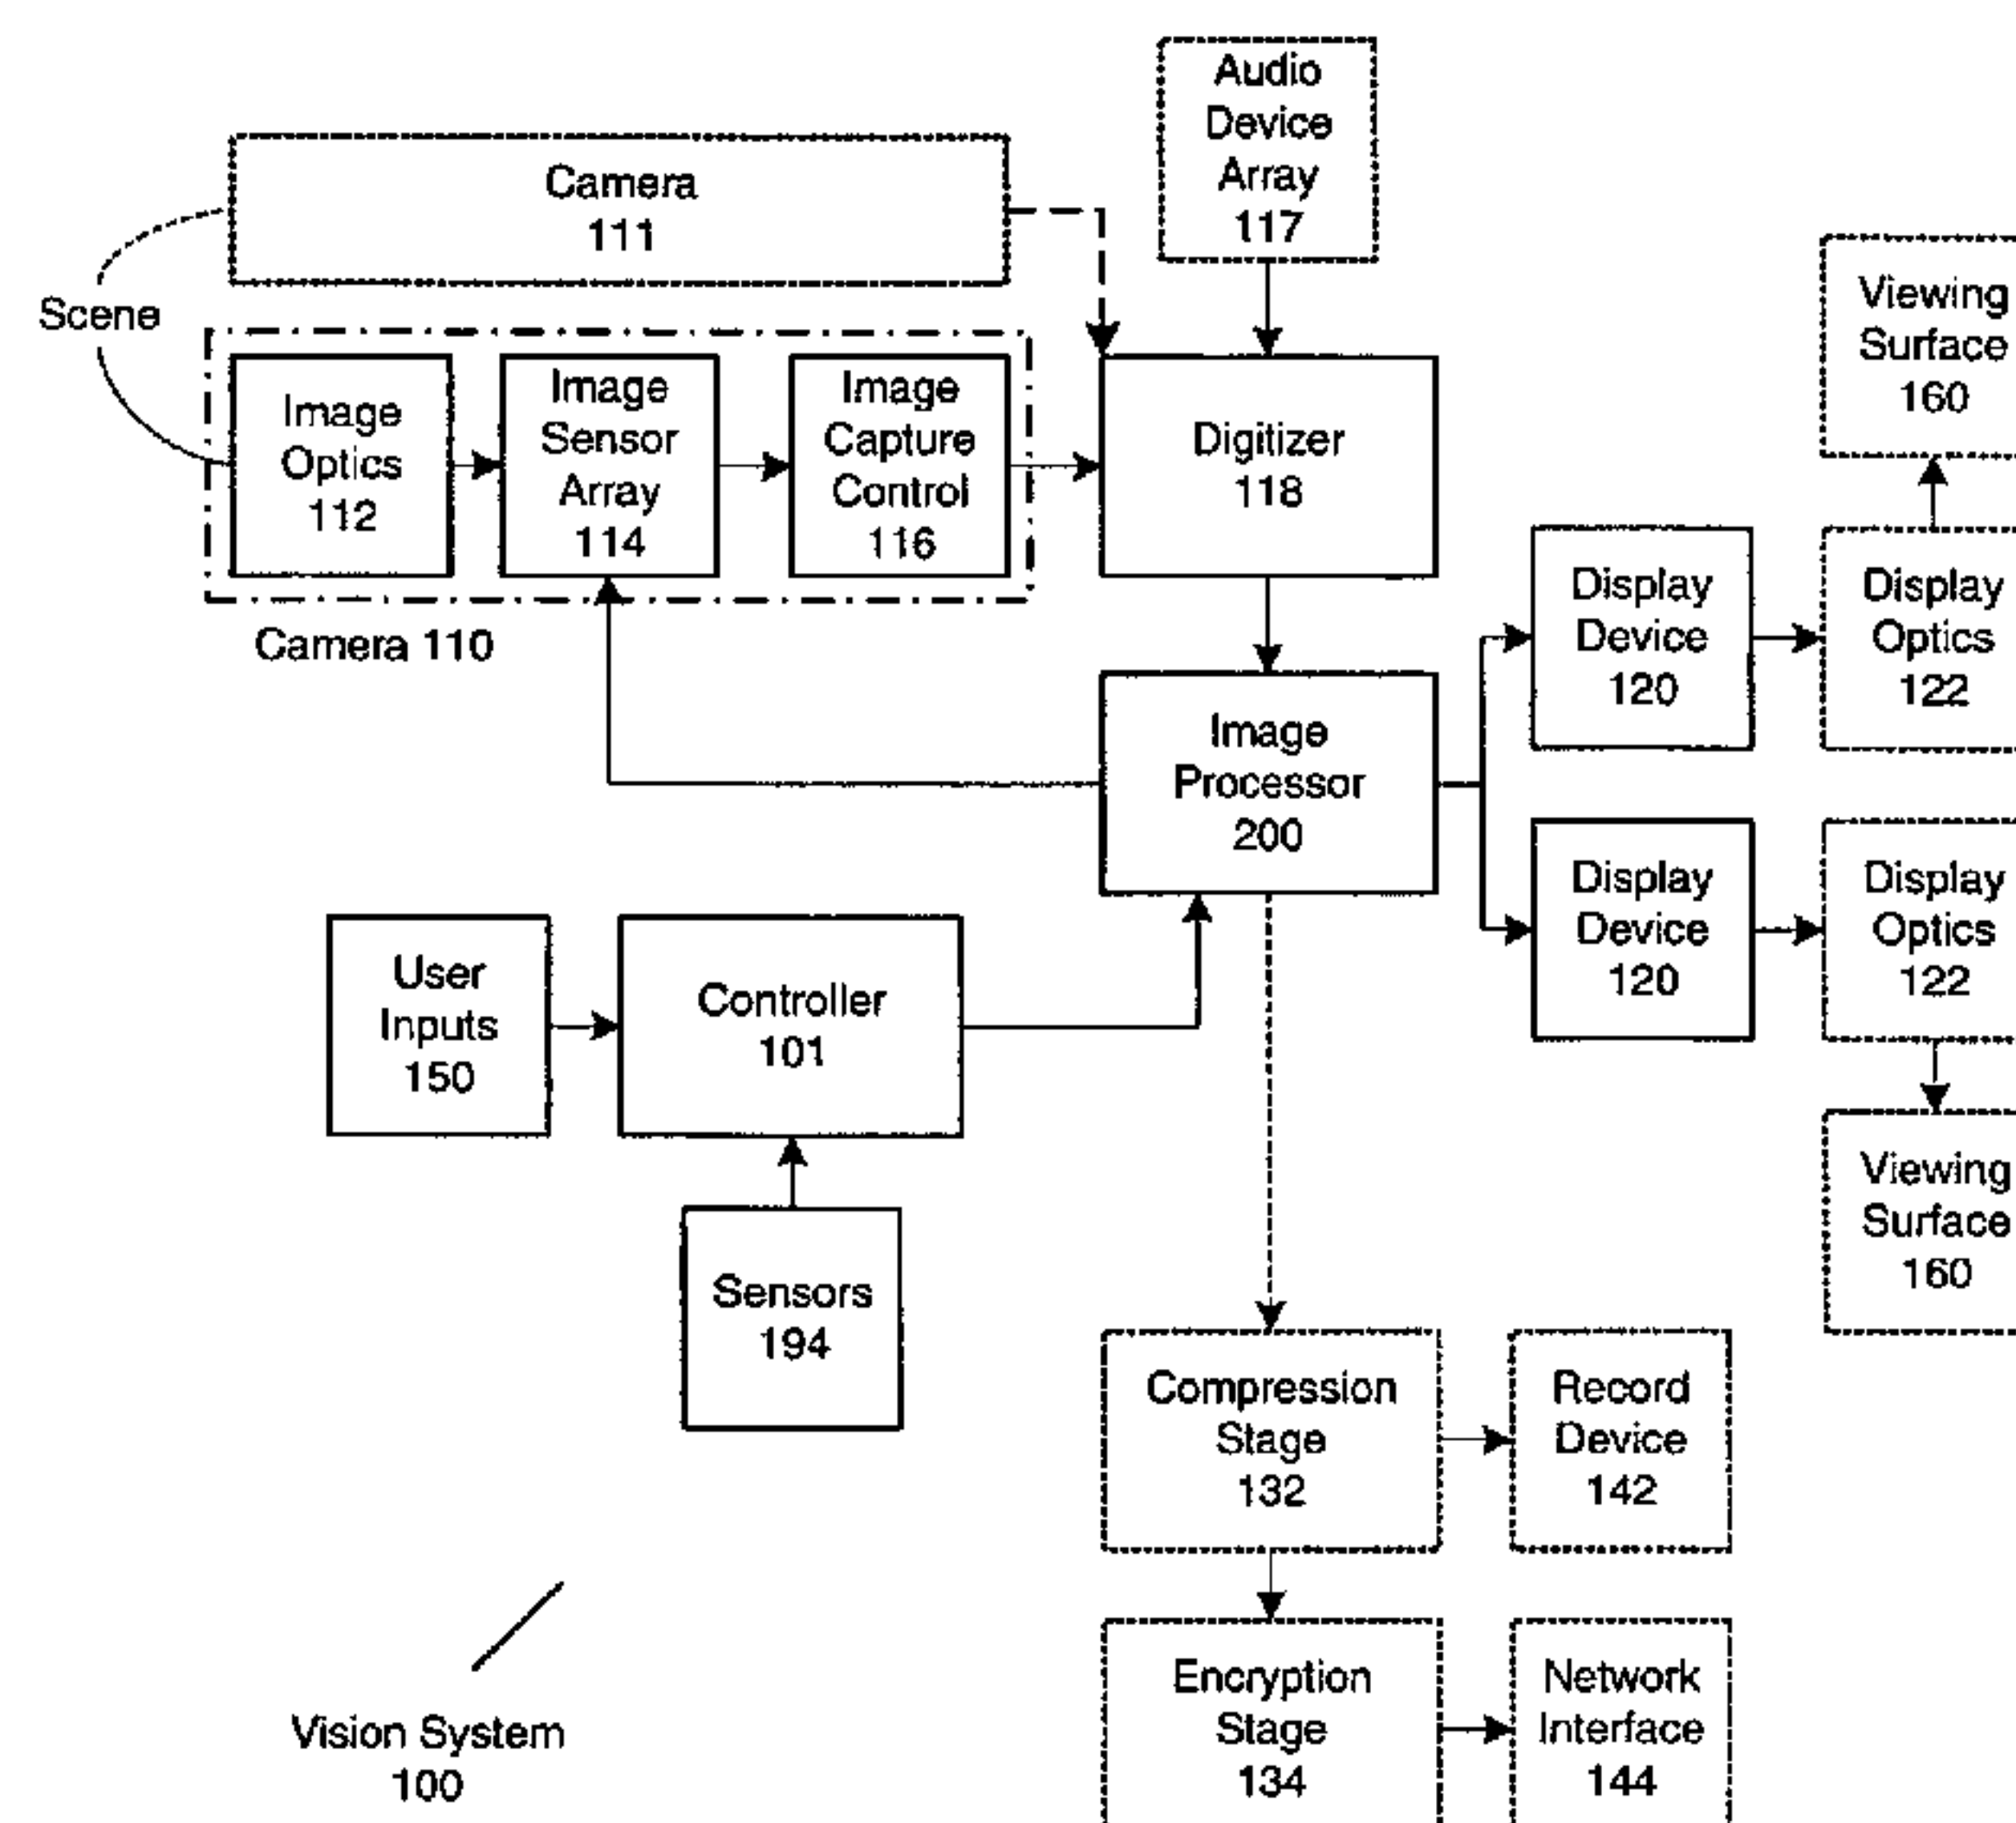 Audio
Device
Array
117
Camera
111
Scene
Viewing
Surface
160
Image
Optics
112
Image
Sensor
Array
114
Image
Capture
Control
116
Digitizer
118
Camera 110
Display
Device
120
Display
Optics
122
Image
Processor
200
Display
Device
120
Display
Optics
122
User
Inputs
150
Controller
101
Viewing
Surface
160
Sensors
194
Compression
Stage
132
Record
Device
142
Encryption
Stage
134
Network
Interface
144
Vision System
100